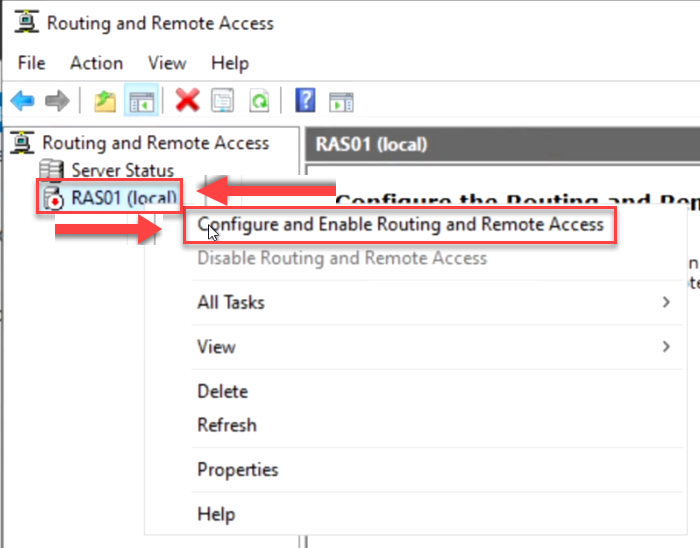 Routing and Remote Access
File Action View Help
Routing and Remote Access
Server Status
RAS01 (local)
RAS01 (local)
Configure the Routing and
Configure and Enable Routing and Remote Access
Disable Routing and Remote Access
All Tasks
View
Delete
Refresh
Properties
Help